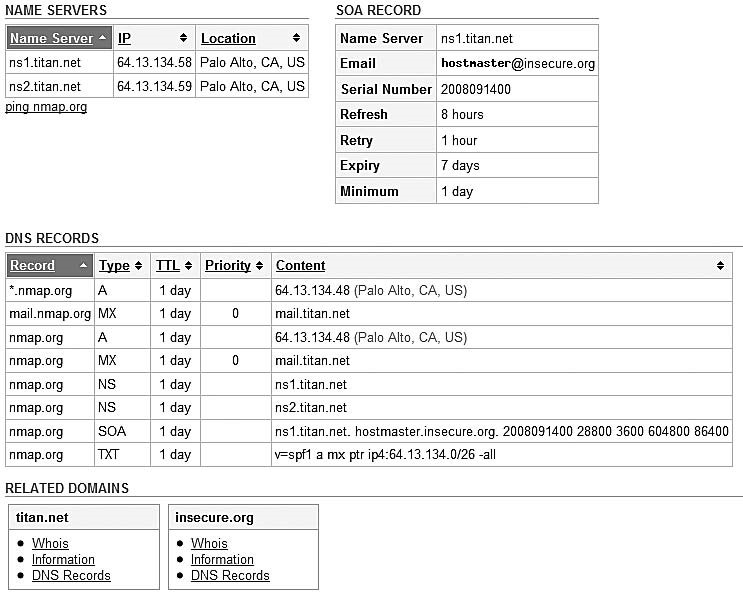 NAME SERVERS
Name Server IP Location
ns1.titan.net 64.13.134.58 Palo Alto, CA, US
ns2.titan.net 64.13.134.59 Palo Alto, CA, US
ping nmap.org
SOA RECORD
Name Server ns1.titan.net
Email hostmaster@insecure.org
Serial Number 2008091400
Refresh 8 hours
Retry 1 hour
Expiry 7 days
Minimum 1 day
DNS RECORDS
Record Type TTL Priority Content
*.nmap.org A 1 day 64.13.134.48 (Palo Alto, CA, US)
mail.nmap.org MX 1 day 0 mail.titan.net
nmap.org A 1 day 64.13.134.48 (Palo Alto, CA, US)
nmap.org MX 1 day 0 mail.titan.net
nmap.org NS 1 day ns1.titan.net
nmap.org NS 1 day ns2.titan.net
nmap.org SOA 1 day ns1.titan.net. hostmaster.insecure.org. 2008091400 28800 3600 604800 86400
nmap.org TXT 1 day v=spf1 a mx ptr ip4:64.13.134.0/26 -all
RELATED DOMAINS
titan.net
Whois
Information
DNS Records
insecure.org
Whois
Information
DNS Records